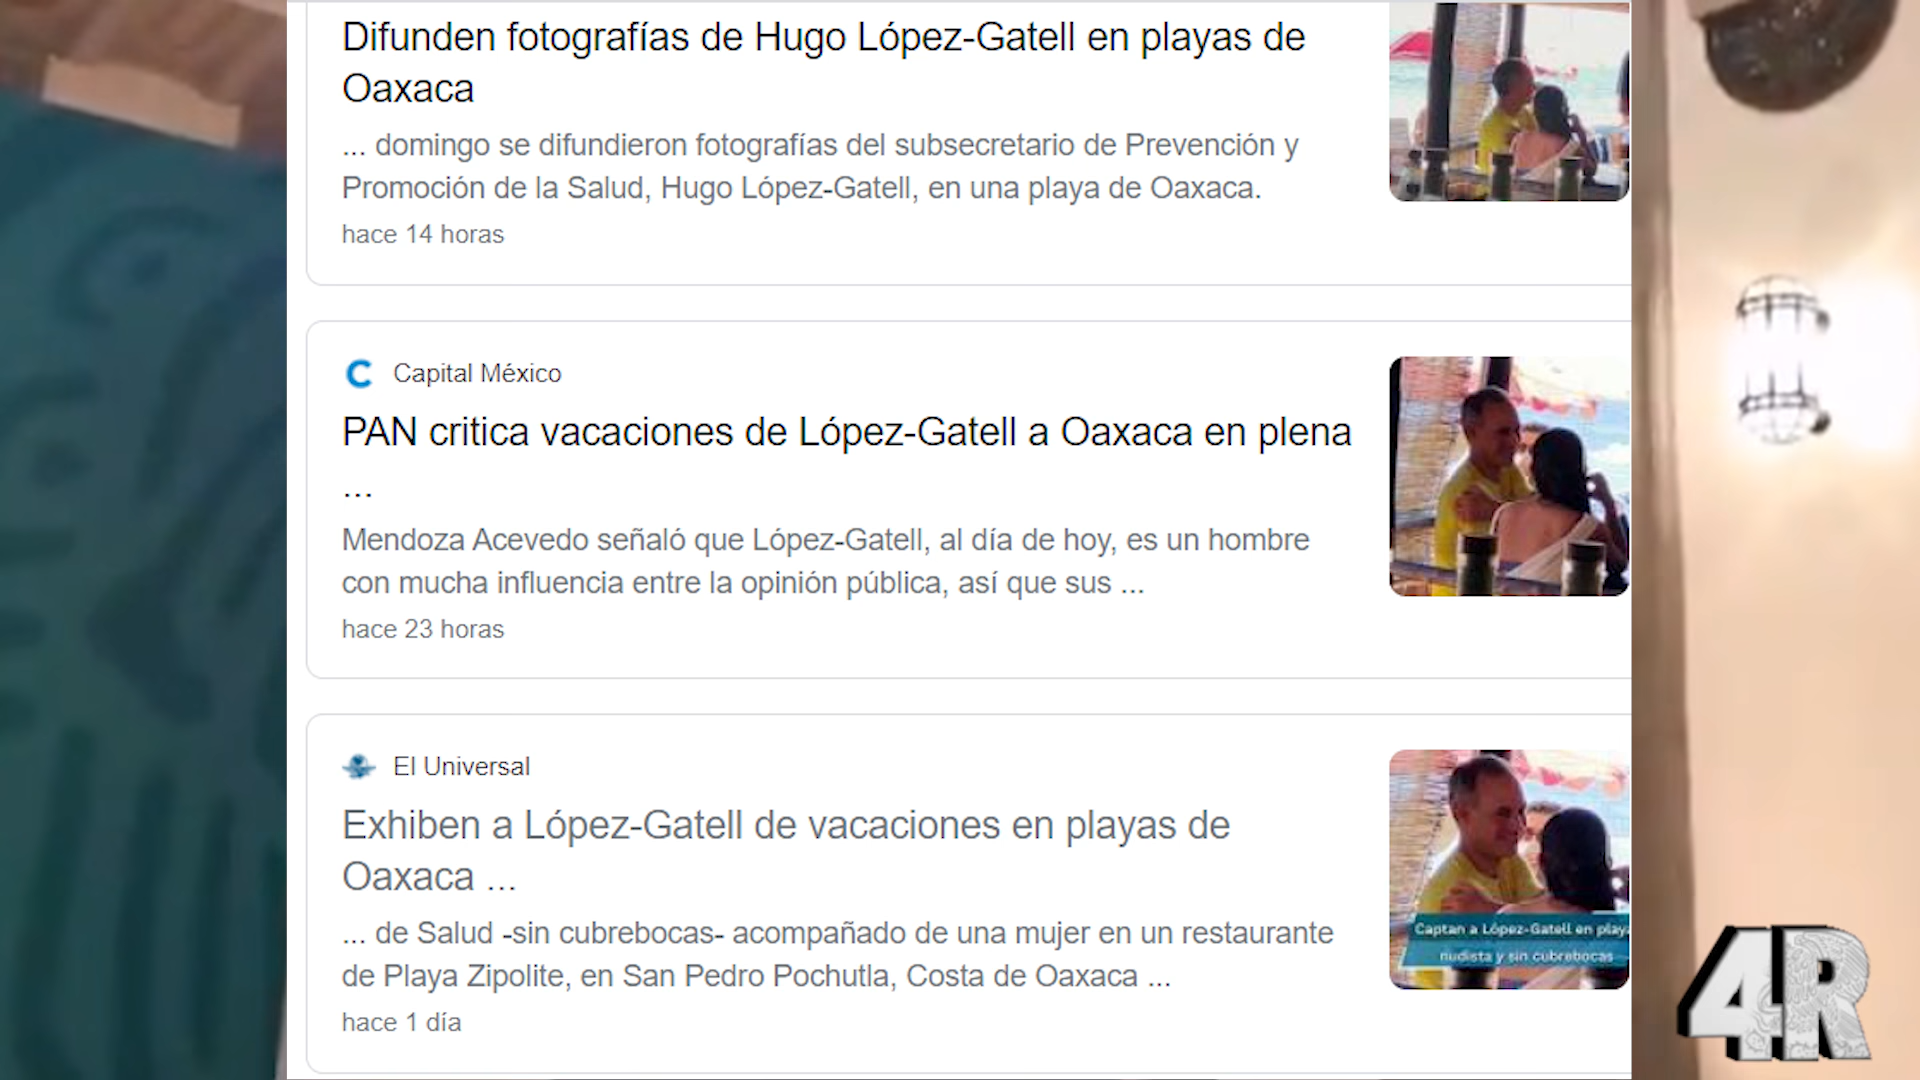 Difunden fotografías de Hugo López-Gatell en playas de
Oaxaca
... domingo se difundieron fotografías del subsecretario de Prevención y
Promoción de la Salud, Hugo López-Gatell, en una playa de Oaxaca.
hace 14 horas
Capital México
PAN critica vacaciones de López-Gatell a Oaxaca en plena
...
Mendoza Acevedo señaló que López-Gatell, al día de hoy, es un hombre
con mucha influencia entre la opinión pública, así que sus ...
hace 23 horas
El Universal
Exhiben a López-Gatell de vacaciones en playas de
Oaxaca ...
... de Salud -sin cubrebocas- acompañado de una mujer en un restaurante
de Playa Zipolite, en San Pedro Pochutla, Costa de Oaxaca ...
hace 1 día
Captan a López-Gatell en playa
nudista y sin cubrebocas
4R